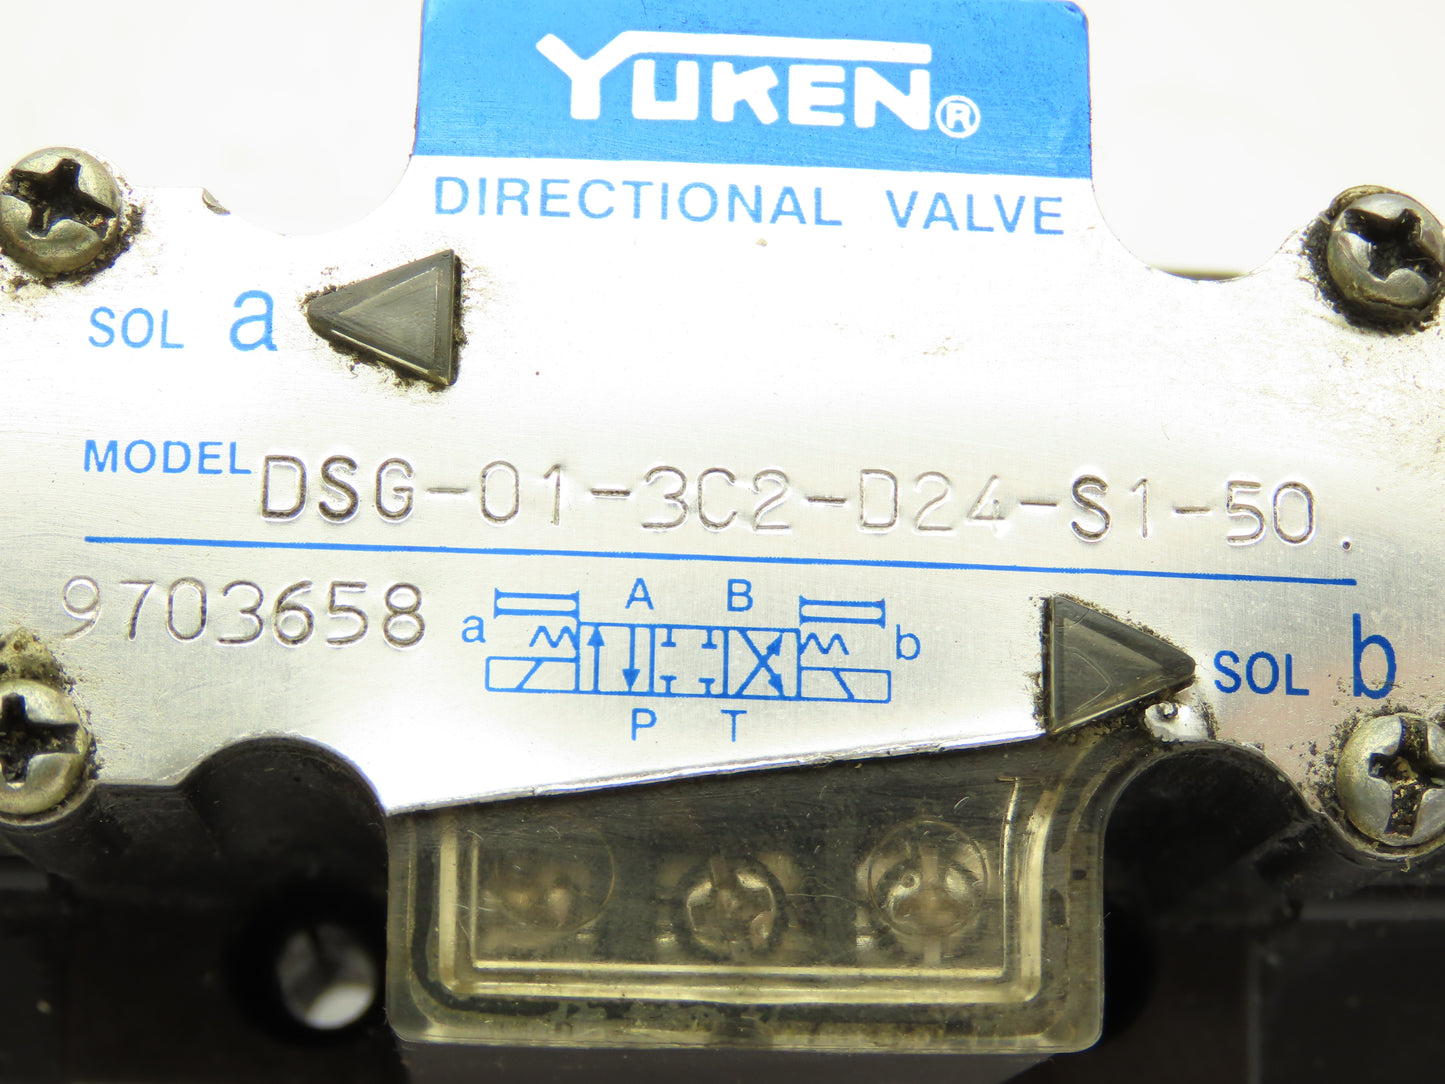 YUKEN®
DIRECTIONAL VALVE
SOL a
MODEL DSG-01-3C2-D24-S1-50.
9703658
A B
a b
P T
SOL b